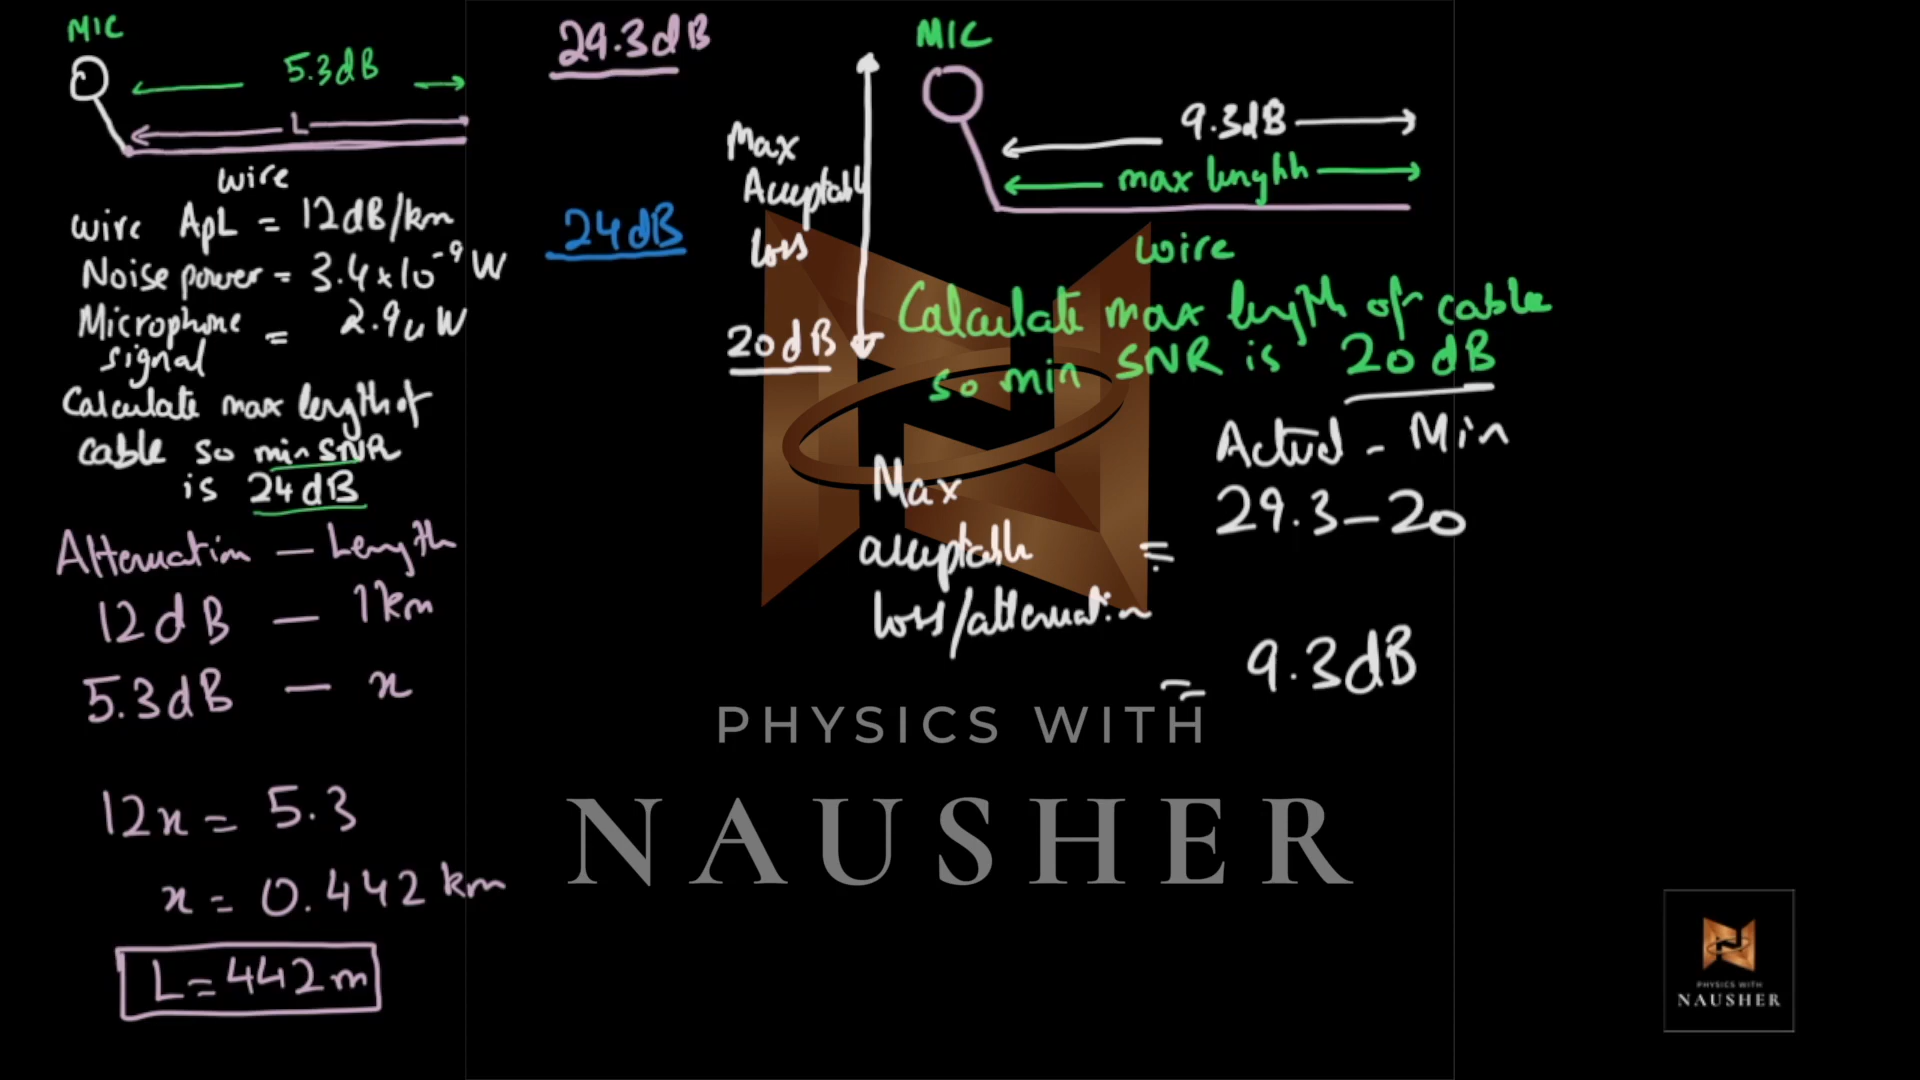 MIC
5.3dB
L
wire
wire ApL = 12dB/km
Noise power = 3.4x10⁻⁹ W
Microphone signal = 2.9u W
Calculate max length of
cable so min SNR
is 24dB
Attenuation — Length
12dB — 1km
5.3dB — x
12x = 5.3
x = 0.442 km
L = 442m
29.3dB
24dB
Max
Acceptable
loss
20dB
MIC
9.3dB
max length
wire
Calculate max length of cable
so min SNR is 20 dB
Actual - Min
Max acceptable loss/attenuation = 29.3-20
= 9.3dB
PHYSICS WITH
NAUSHER
PHYSICS WITH
NAUSHER